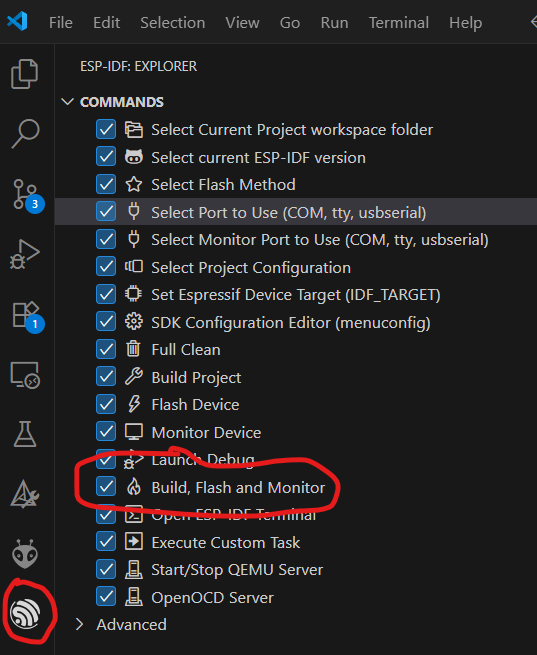 File Edit Selection View Go Run Terminal Help
ESP-IDF: EXPLORER
COMMANDS
Select Current Project workspace folder
Select current ESP-IDF version
Select Flash Method
Select Port to Use (COM, tty, usbserial)
Select Monitor Port to Use (COM, tty, usbserial)
Select Project Configuration
Set Espressif Device Target (IDF_TARGET)
SDK Configuration Editor (menuconfig)
Full Clean
Build Project
Flash Device
Monitor Device
Launch Debug
Build, Flash and Monitor
Open ESP-IDF Terminal
Execute Custom Task
Start/Stop QEMU Server
OpenOCD Server
Advanced
3
1